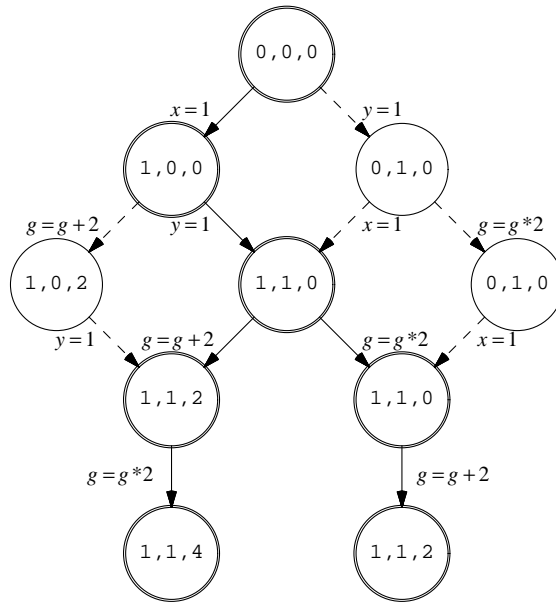 0,0,0
x=1
y=1
1,0,0
0,1,0
g=g+2
y=1
x=1
g=g*2
1,0,2
1,1,0
0,1,0
y=1
g=g+2
g=g*2
x=1
1,1,2
1,1,0
g=g*2
g=g+2
1,1,4
1,1,2